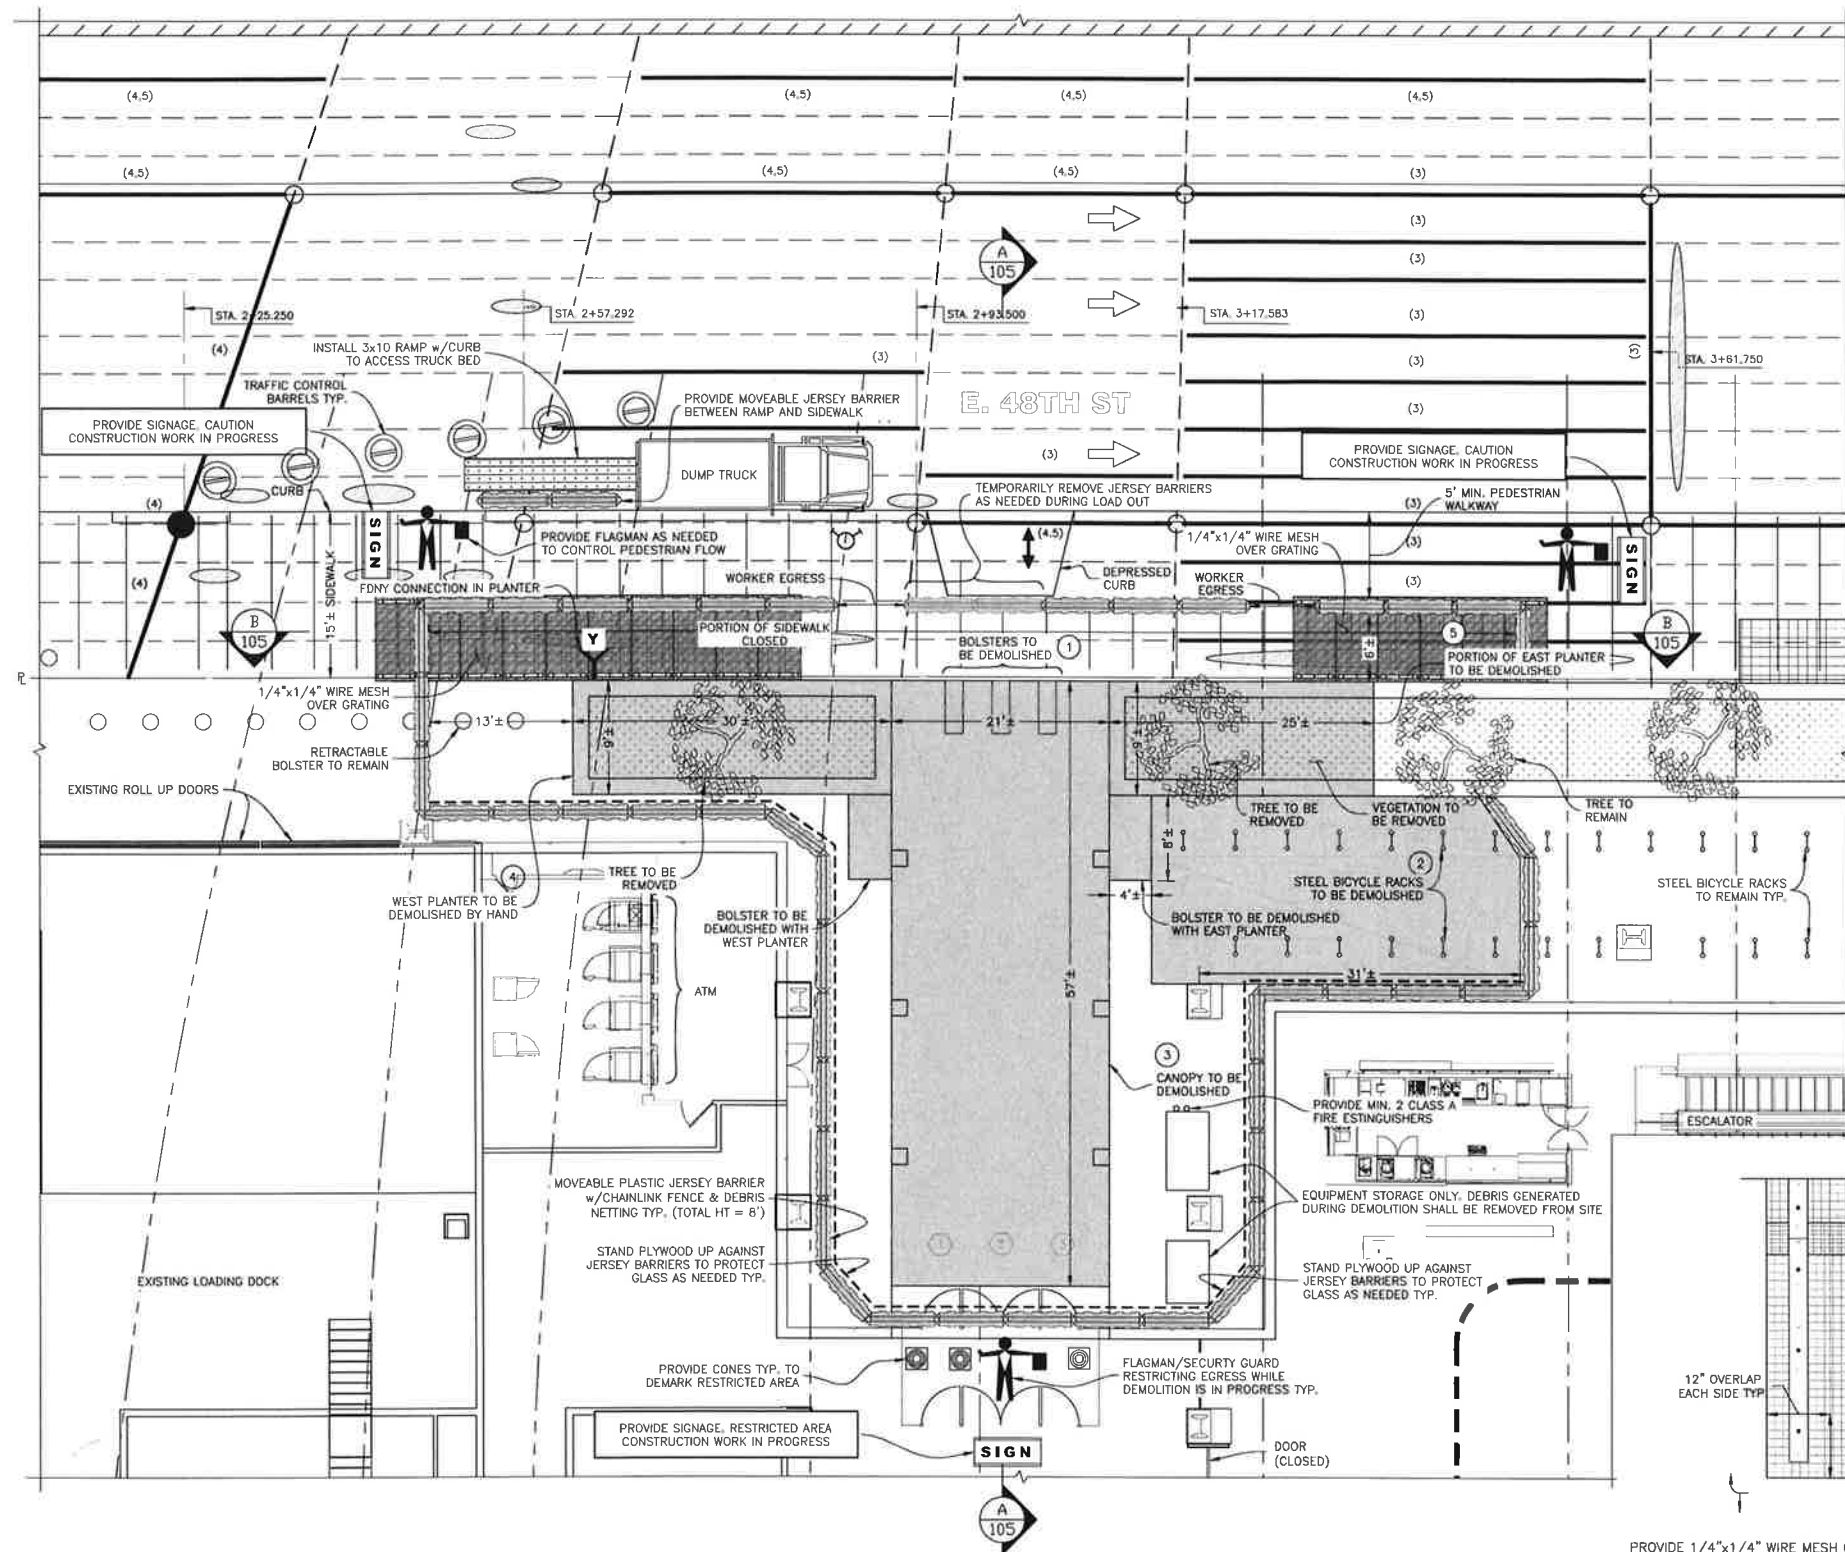 (4,5)
(4,5)
(4,5)
(4,5)
(4,5)
(4,5)
(4,5)
(3)
(3)
(3)
A
105
STA. 2+25.250
STA. 2+57.292
STA. 2+93.500
STA. 3+17.583
(3)
(4)
INSTALL 3x10 RAMP w/CURB
TO ACCESS TRUCK BED
(3)
(3)
(3)
STA. 3+61.750
TRAFFIC CONTROL
BARRELS TYP.
PROVIDE MOVEABLE JERSEY BARRIER
BETWEEN RAMP AND SIDEWALK
E. 48TH ST
(3)
PROVIDE SIGNAGE, CAUTION
CONSTRUCTION WORK IN PROGRESS
PROVIDE SIGNAGE, CAUTION
CONSTRUCTION WORK IN PROGRESS
(3)
DUMP TRUCK
CURB
TEMPORARILY REMOVE JERSEY BARRIERS
AS NEEDED DURING LOAD OUT
5' MIN. PEDESTRIAN
WALKWAY
(4)
(3)
SIGN
PROVIDE FLAGMAN AS NEEDED
TO CONTROL PEDESTRIAN FLOW
(4,5)
1/4"x1/4" WIRE MESH
OVER GRATING
(3)
SIGN
15'± SIDEWALK
(4)
FDNY CONNECTION IN PLANTER
WORKER EGRESS
DEPRESSED
CURB
WORKER
EGRESS
(3)
B
105
Y
PORTION OF SIDEWALK
CLOSED
BOLSTERS TO
BE DEMOLISHED
1
9'±
5
PORTION OF EAST PLANTER
TO BE DEMOLISHED
B
105
1/4"x1/4" WIRE MESH
OVER GRATING
13'±
30'±
21'±
25'±
9'±
9'±
RETRACTABLE
BOLSTER TO REMAIN
EXISTING ROLL UP DOORS
TREE TO BE
REMOVED
VEGETATION TO
BE REMOVED
TREE TO
REMAIN
8'±
4
TREE TO BE
REMOVED
2
STEEL BICYCLE RACKS
TO BE DEMOLISHED
STEEL BICYCLE RACKS
TO REMAIN TYP.
WEST PLANTER TO BE
DEMOLISHED BY HAND
4'±
BOLSTER TO BE
DEMOLISHED WITH
WEST PLANTER
BOLSTER TO BE DEMOLISHED
WITH EAST PLANTER
31'±
57'±
ATM
3
CANOPY TO BE
DEMOLISHED
PROVIDE MIN. 2 CLASS A
FIRE ESTINGUISHERS
ESCALATOR
MOVEABLE PLASTIC JERSEY BARRIER
w/CHAINLINK FENCE & DEBRIS
NETTING TYP. (TOTAL HT = 8')
EQUIPMENT STORAGE ONLY. DEBRIS GENERATED
DURING DEMOLITION SHALL BE REMOVED FROM SITE
1
2
3
STAND PLYWOOD UP AGAINST
JERSEY BARRIERS TO PROTECT
GLASS AS NEEDED TYP.
STAND PLYWOOD UP AGAINST
JERSEY BARRIERS TO PROTECT
GLASS AS NEEDED TYP.
EXISTING LOADING DOCK
PROVIDE CONES TYP. TO
DEMARK RESTRICTED AREA
FLAGMAN/SECURTY GUARD
RESTRICTING EGRESS WHILE
DEMOLITION IS IN PROGRESS TYP.
12" OVERLAP
EACH SIDE TYP
PROVIDE SIGNAGE, RESTRICTED AREA
CONSTRUCTION WORK IN PROGRESS
SIGN
DOOR
(CLOSED)
A
105
PROVIDE 1/4"x1/4" WIRE MESH